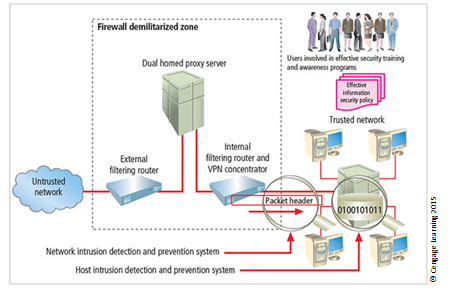 Firewall demilitarized zone
Dual homed proxy server
Users involved in effective security training
and awareness programs
Effective
information
security policy
Trusted network
External
filtering router
Internal
filtering router and
VPN concentrator
Untrusted
network
Packet header
0100101011
Network intrusion detection and prevention system
Host intrusion detection and prevention system
© Cengage Learning 2015